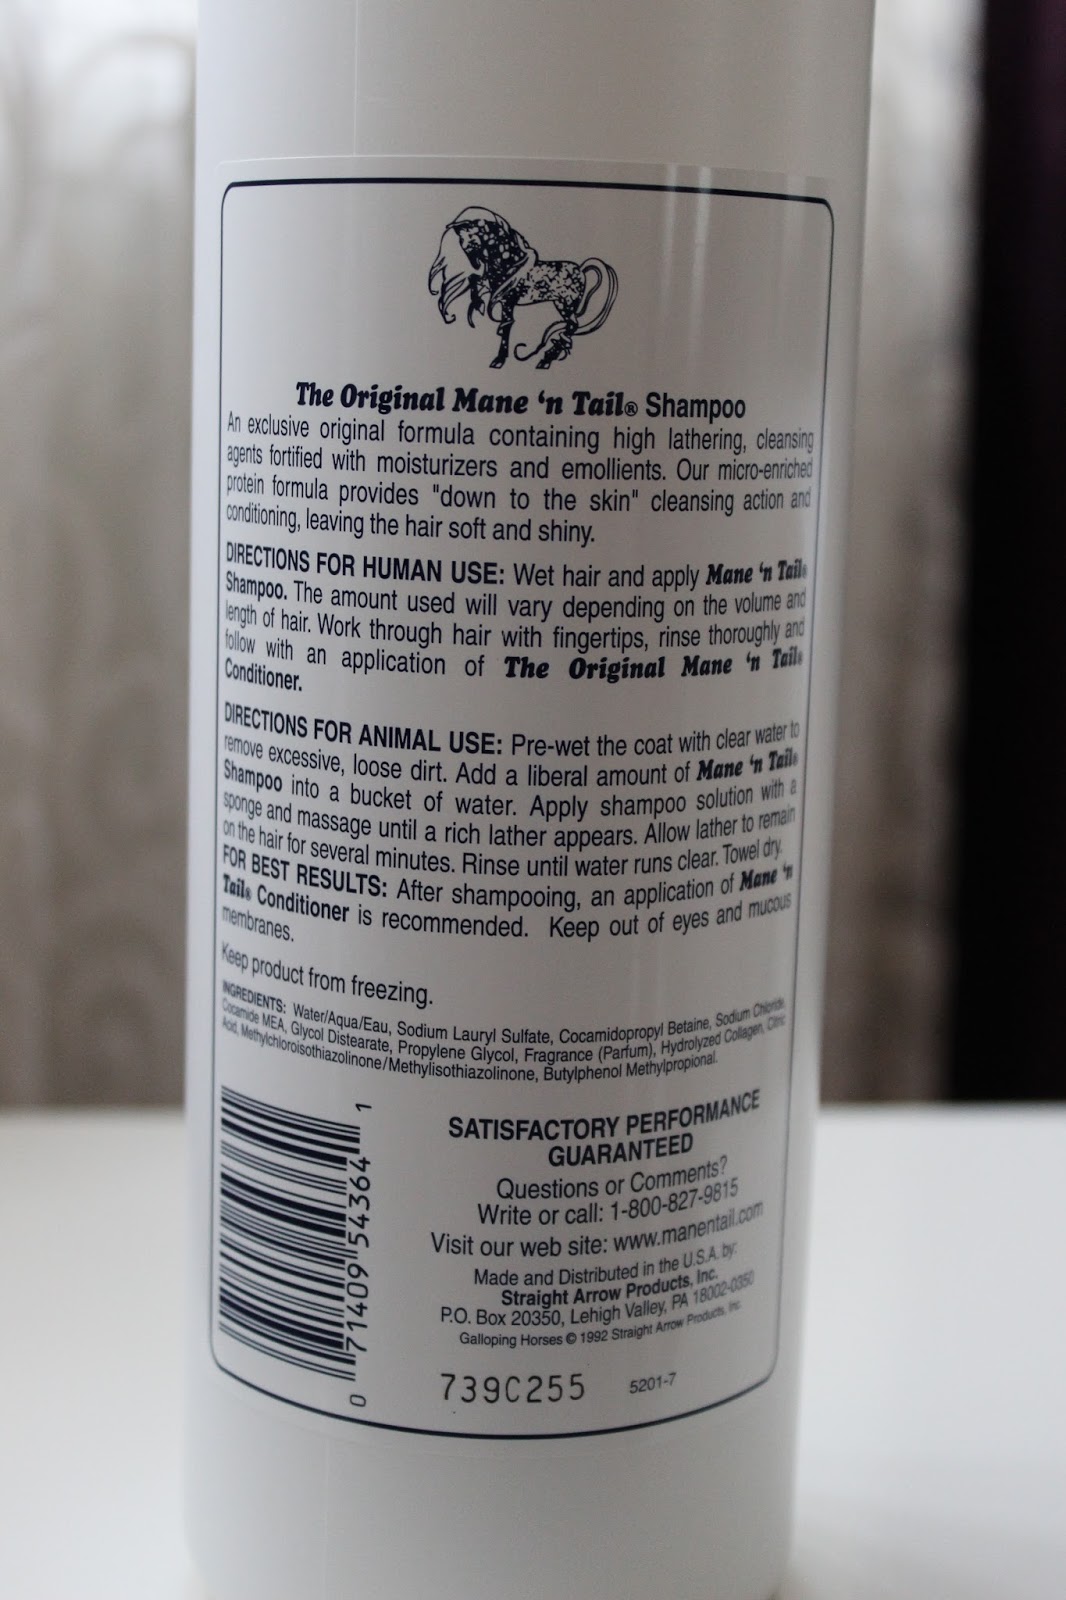 The Original Mane 'n Tail® Shampoo
An exclusive original formula containing high lathering, cleansing
agents fortified with moisturizers and emollients. Our micro-enriched
protein formula provides "down to the skin" cleansing action and
conditioning, leaving the hair soft and shiny.
DIRECTIONS FOR HUMAN USE: Wet hair and apply Mane 'n Tail®
Shampoo. The amount used will vary depending on the volume and
length of hair. Work through hair with fingertips, rinse thoroughly and
follow with an application of The Original Mane 'n Tail®
Conditioner.
DIRECTIONS FOR ANIMAL USE: Pre-wet the coat with clear water to
remove excessive, loose dirt. Add a liberal amount of Mane 'n Tail®
Shampoo into a bucket of water. Apply shampoo solution with a
sponge and massage until a rich lather appears. Allow lather to remain
on the hair for several minutes. Rinse until water runs clear. Towel dry.
FOR BEST RESULTS: After shampooing, an application of Mane 'n
Tail® Conditioner is recommended. Keep out of eyes and mucous
membranes.
Keep product from freezing.
INGREDIENTS: Water/Aqua/Eau, Sodium Lauryl Sulfate, Cocamidopropyl Betaine, Sodium Chloride,
Cocamide MEA, Glycol Distearate, Propylene Glycol, Fragrance (Parfum), Hydrolyzed Collagen, Citric
Acid, Methylchloroisothiazolinone/Methylisothiazolinone, Butylphenol Methylpropional.
0 71409 54364 1
SATISFACTORY PERFORMANCE
GUARANTEED
Questions or Comments?
Write or call: 1-800-827-9815
Visit our web site: www.manentail.com
Made and Distributed in the U.S.A. by:
Straight Arrow Products, Inc.
P.O. Box 20350, Lehigh Valley, PA 18002-0350
Galloping Horses © 1992 Straight Arrow Products, Inc.
739C255 5201-7